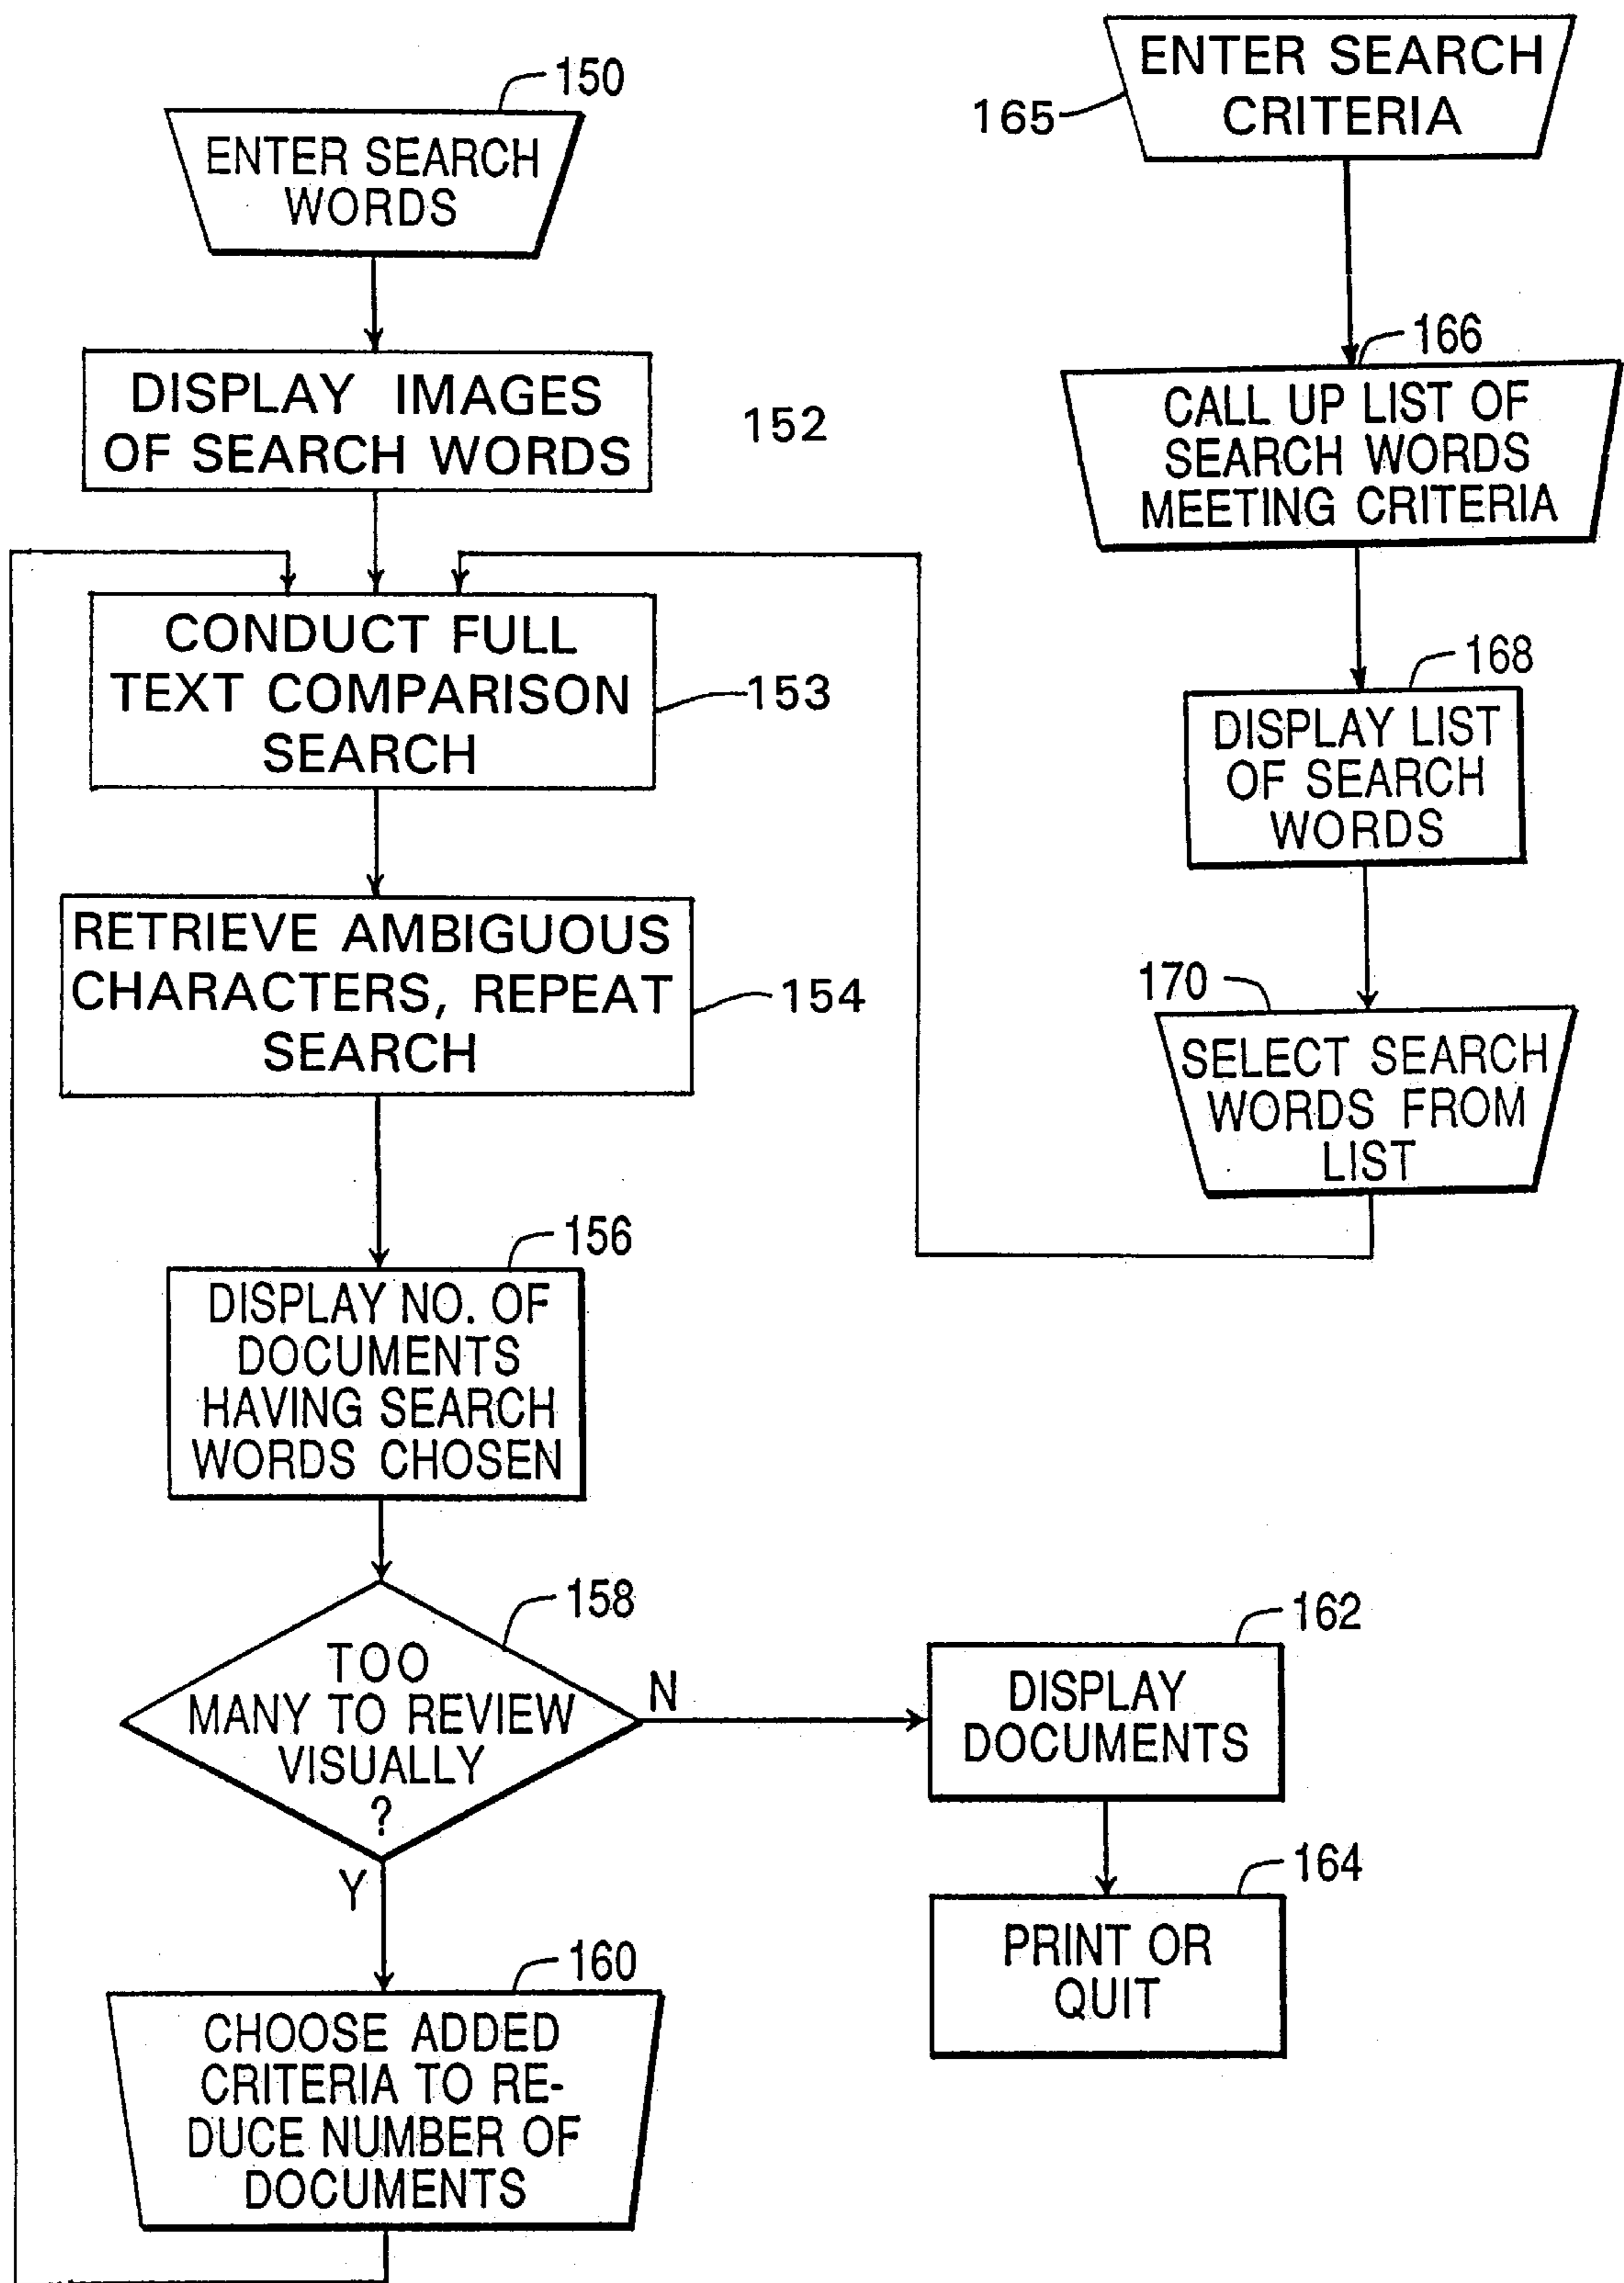 150
ENTER SEARCH
WORDS
DISPLAY IMAGES
OF SEARCH WORDS
152
CONDUCT FULL
TEXT COMPARISON
SEARCH
153
RETRIEVE AMBIGUOUS
CHARACTERS, REPEAT
SEARCH
154
156
DISPLAY NO. OF
DOCUMENTS
HAVING SEARCH
WORDS CHOSEN
158
TOO
MANY TO REVIEW
VISUALLY
?
N
Y
160
CHOOSE ADDED
CRITERIA TO RE-
DUCE NUMBER OF
DOCUMENTS
162
DISPLAY
DOCUMENTS
164
PRINT OR
QUIT
165
ENTER SEARCH
CRITERIA
166
CALL UP LIST OF
SEARCH WORDS
MEETING CRITERIA
168
DISPLAY LIST
OF SEARCH
WORDS
170
SELECT SEARCH
WORDS FROM
LIST